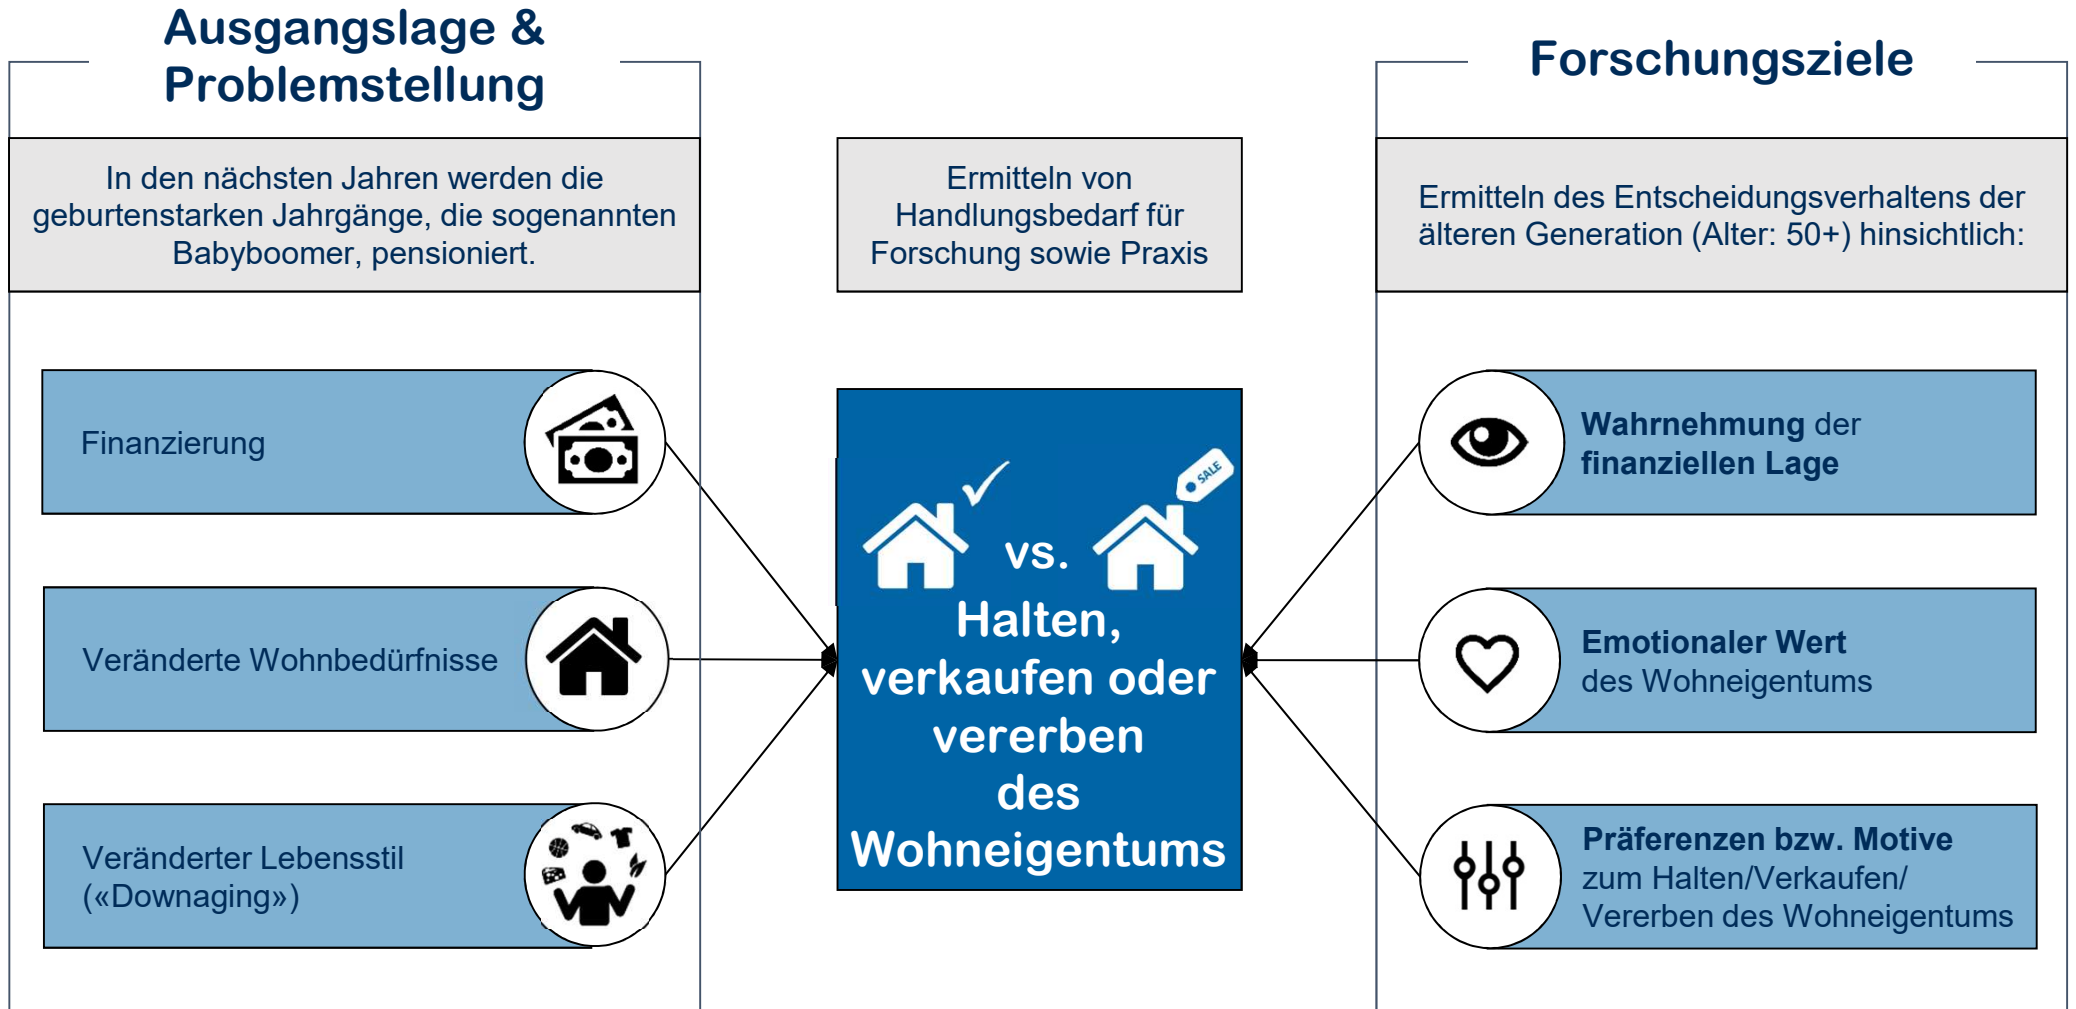 Ausgangslage &
Problemstellung
In den nächsten Jahren werden die
geburtenstarken Jahrgänge, die sogenannten
Babyboomer, pensioniert.
Finanzierung
Veränderte Wohnbedürfnisse
Veränderter Lebensstil
(«Downaging»)
Ermitteln von
Handlungsbedarf für
Forschung sowie Praxis
SALE
vs.
Halten,
verkaufen oder
vererben
des
Wohneigentums
Forschungsziele
Ermitteln des Entscheidungsverhaltens der
älteren Generation (Alter: 50+) hinsichtlich:
Wahrnehmung der
finanziellen Lage
Emotionaler Wert
des Wohneigentums
Präferenzen bzw. Motive
zum Halten/Verkaufen/
Vererben des Wohneigentums